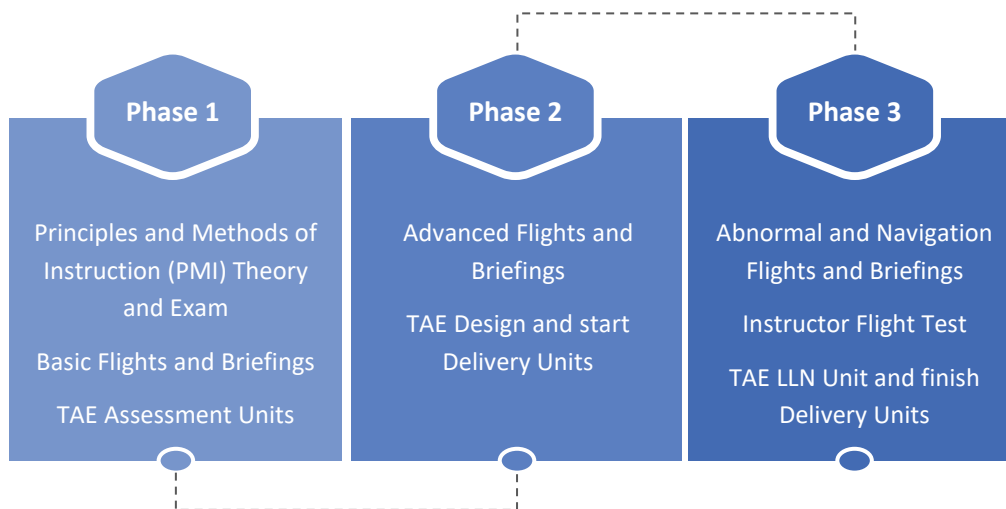 Phase 1
Principles and Methods of
Instruction (PMI) Theory
and Exam
Basic Flights and Briefings
TAE Assessment Units
Phase 2
Advanced Flights and
Briefings
TAE Design and start
Delivery Units
Phase 3
Abnormal and Navigation
Flights and Briefings
Instructor Flight Test
TAE LLN Unit and finish
Delivery Units